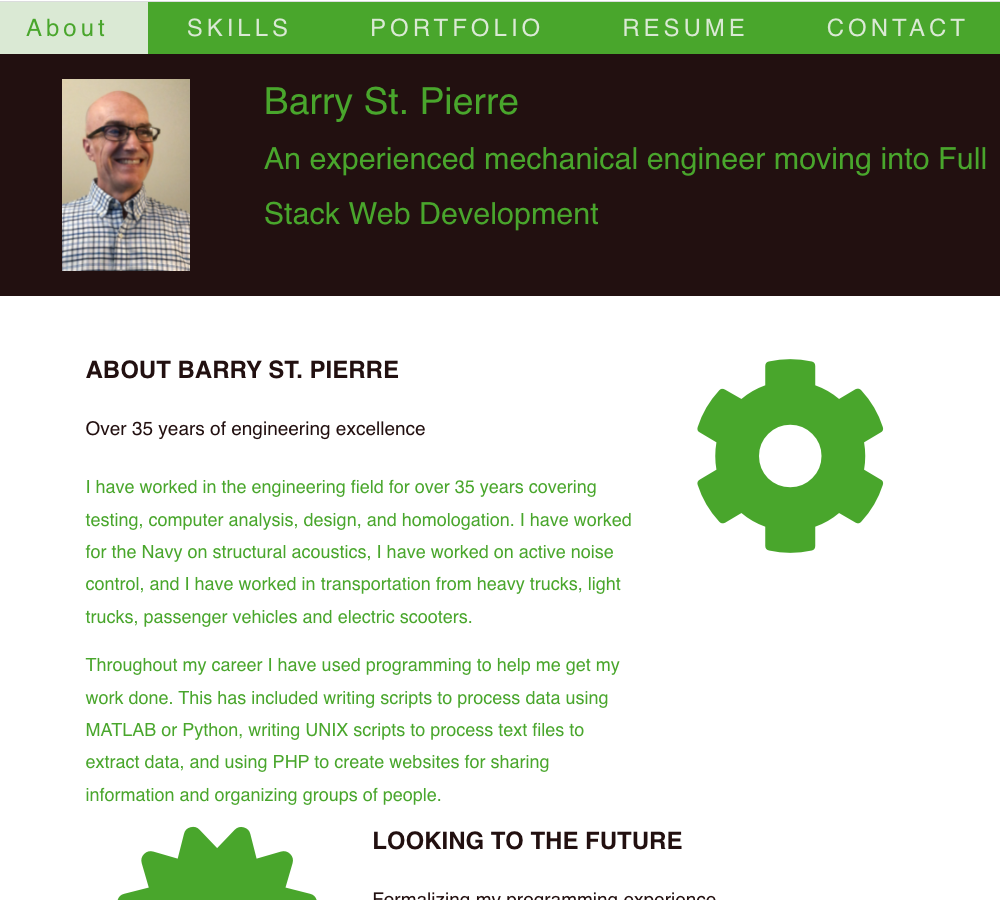 About SKILLS PORTFOLIO RESUME CONTACT
Barry St. Pierre
An experienced mechanical engineer moving into Full
Stack Web Development
ABOUT BARRY ST. PIERRE
Over 35 years of engineering excellence
I have worked in the engineering field for over 35 years covering
testing, computer analysis, design, and homologation. I have worked
for the Navy on structural acoustics, I have worked on active noise
control, and I have worked in transportation from heavy trucks, light
trucks, passenger vehicles and electric scooters.
Throughout my career I have used programming to help me get my
work done. This has included writing scripts to process data using
MATLAB or Python, writing UNIX scripts to process text files to
extract data, and using PHP to create websites for sharing
information and organizing groups of people.
LOOKING TO THE FUTURE
Formalizing my programming experience